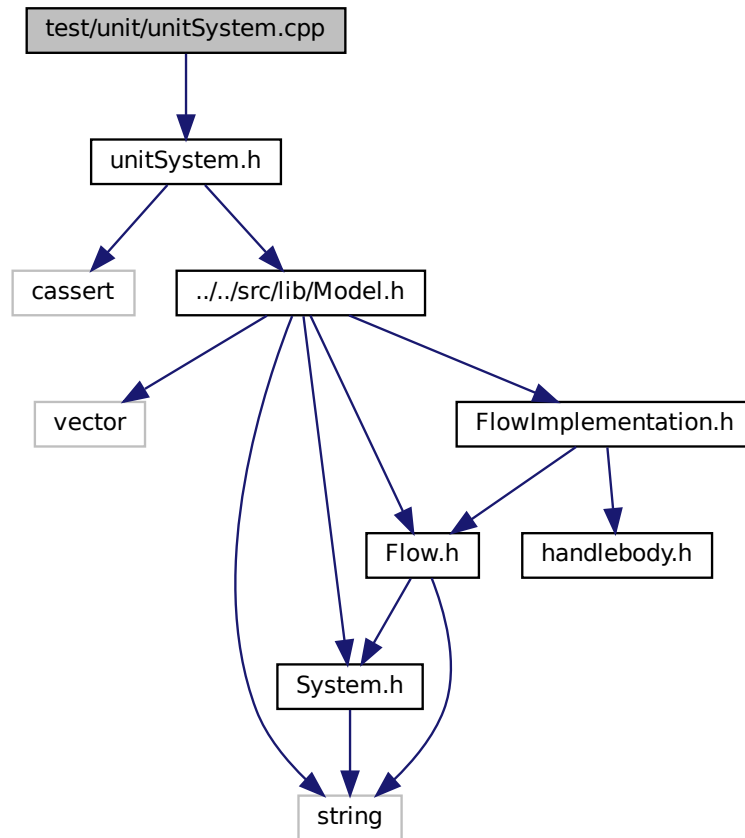 test/unit/unitSystem.cpp
unitSystem.h
cassert
../../src/lib/Model.h
vector
FlowImplementation.h
Flow.h
handlebody.h
System.h
string